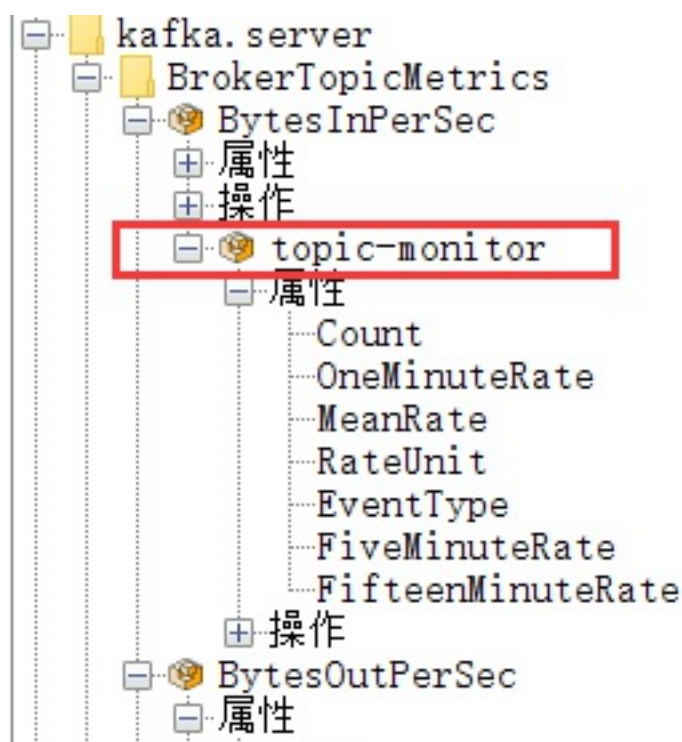 kafka.server
BrokerTopicMetrics
BytesInPerSec
属性
操作
topic-monitor
属性
Count
OneMinuteRate
MeanRate
RateUnit
EventType
FiveMinuteRate
FifteenMinuteRate
操作
BytesOutPerSec
属性